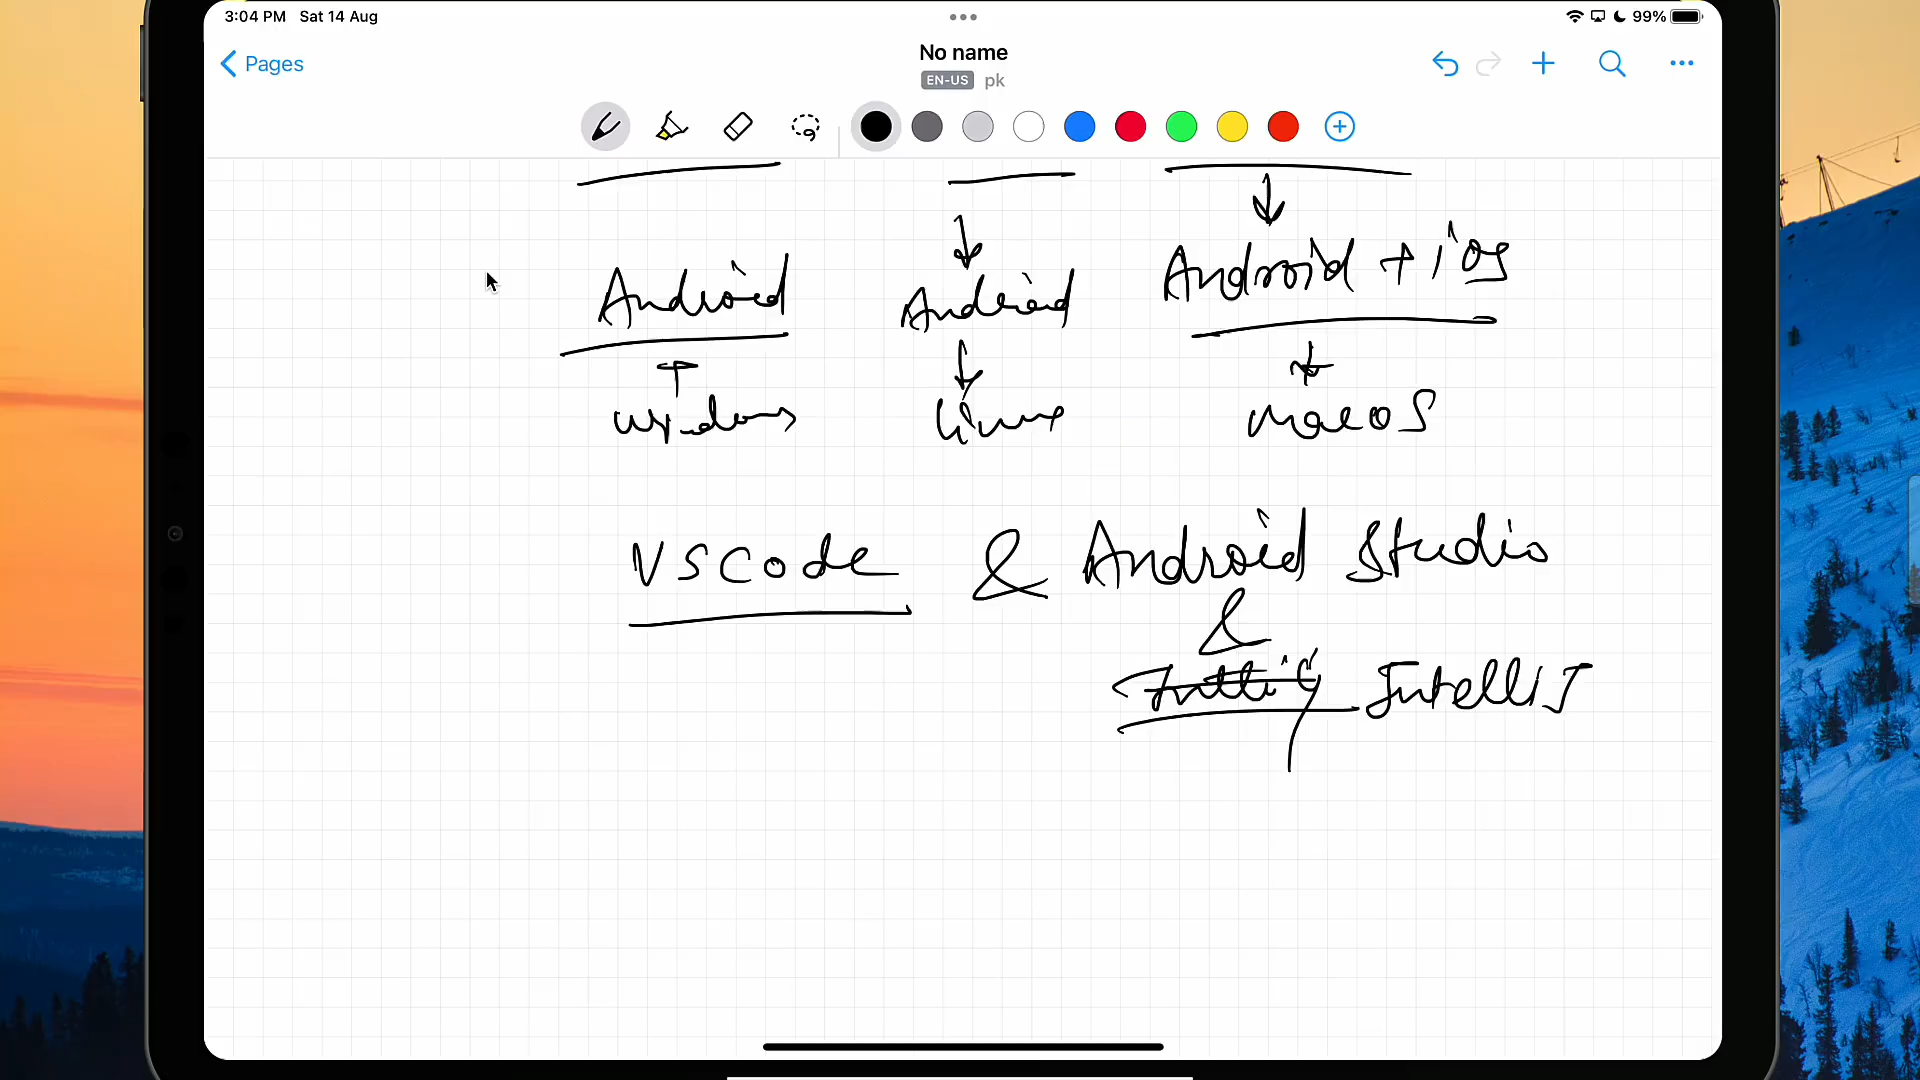 3:04 PM Sat 14 Aug
99%
Pages
No name
EN-US pk
Android Android Android + ios
windows linux macOS
VSCode & Android Studio
&
IntelliJ